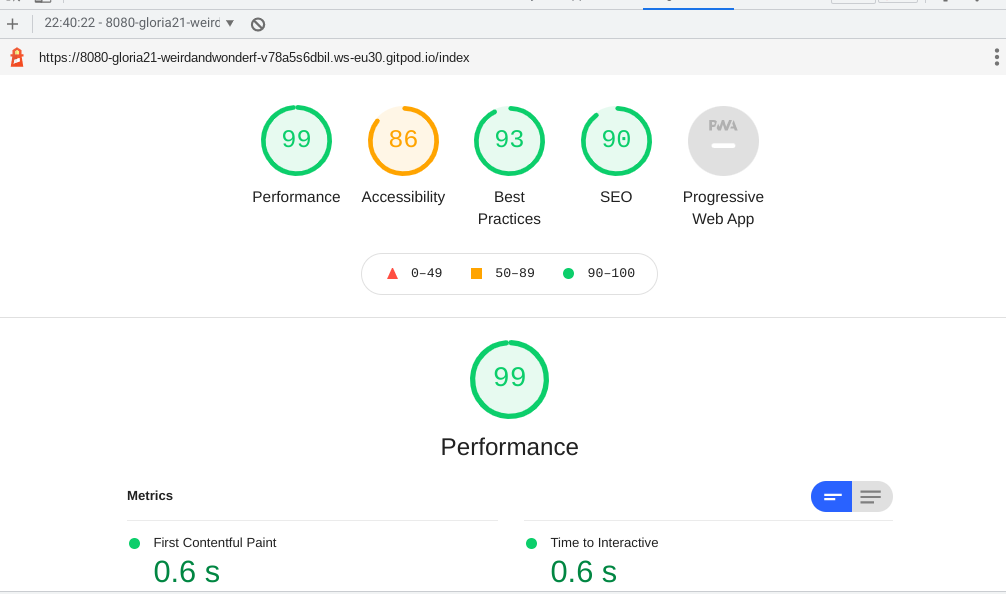 22:40:22 - 8080-gloria21-weird
https://8080-gloria21-weirdandwonderf-v78a5s6dbil.ws-eu30.gitpod.io/index
99 86 93 90 PWA
Performance Accessibility Best Practices SEO Progressive Web App
0–49 50–89 90–100
99
Performance
Metrics
First Contentful Paint Time to Interactive
0.6 s 0.6 s